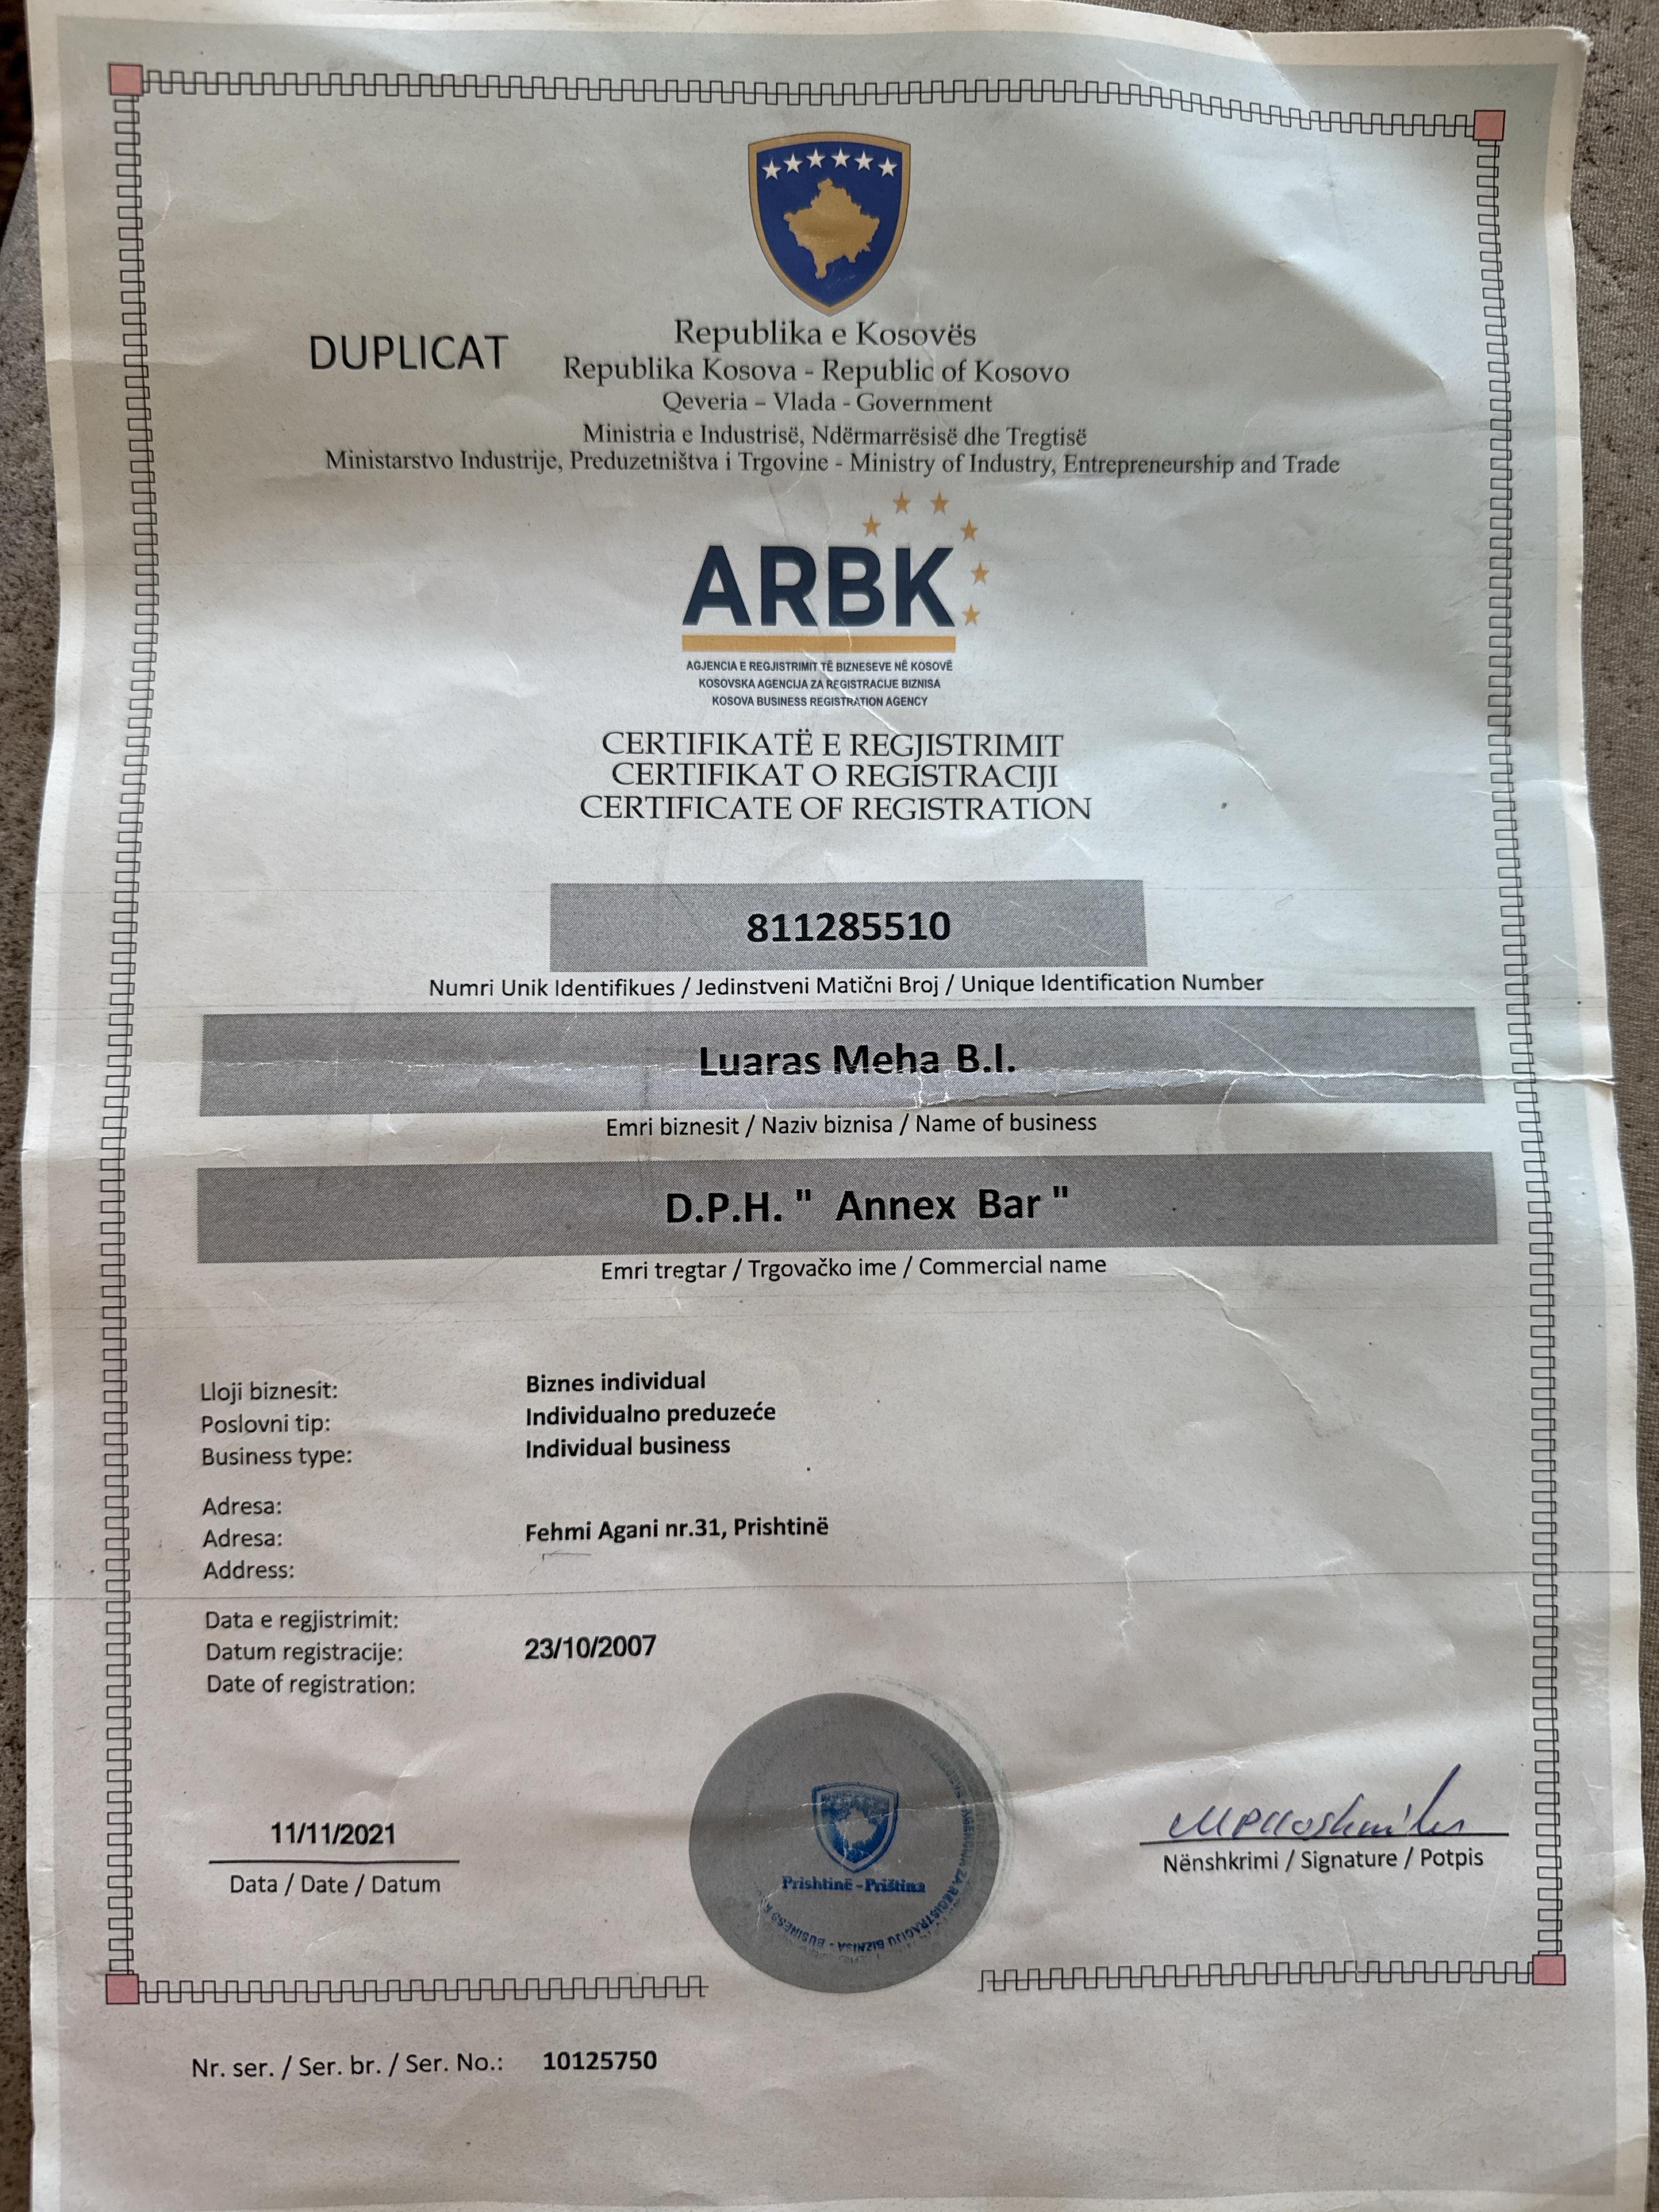 DUPLICAT
Republika e Kosovës
Republika Kosova - Republic of Kosovo
Qeveria – Vlada - Government
Ministria e Industrisë, Ndërmarrësisë dhe Tregtisë
Ministarstvo Industrije, Preduzetništva i Trgovine - Ministry of Industry, Entrepreneurship and Trade
ARBK
AGJENCIA E REGJISTRIMIT TË BIZNESEVE NË KOSOVË
KOSOVSKA AGENCIJA ZA REGISTRACIJE BIZNISA
KOSOVA BUSINESS REGISTRATION AGENCY
CERTIFIKATË E REGJISTRIMIT
CERTIFIKAT O REGISTRACIJI
CERTIFICATE OF REGISTRATION
811285510
Numri Unik Identifikues / Jedinstveni Matični Broj / Unique Identification Number
Luaras Meha B.I.
Emri biznesit / Naziv biznisa / Name of business
D.P.H. " Annex Bar "
Emri tregtar / Trgovačko ime / Commercial name
Lloji biznesit: Biznes individual
Poslovni tip: Individualno preduzeće
Business type: Individual business
Adresa:
Adresa: Fehmi Agani nr.31, Prishtinë
Address:
Data e regjistrimit:
Datum registracije: 23/10/2007
Date of registration:
11/11/2021
Data / Date / Datum
Prishtinë - Priština
AGENCIJA ZA REGISTRACIJU BIZNISA - BUSINESS
Nënshkrimi / Signature / Potpis
Nr. ser. / Ser. br. / Ser. No.: 10125750